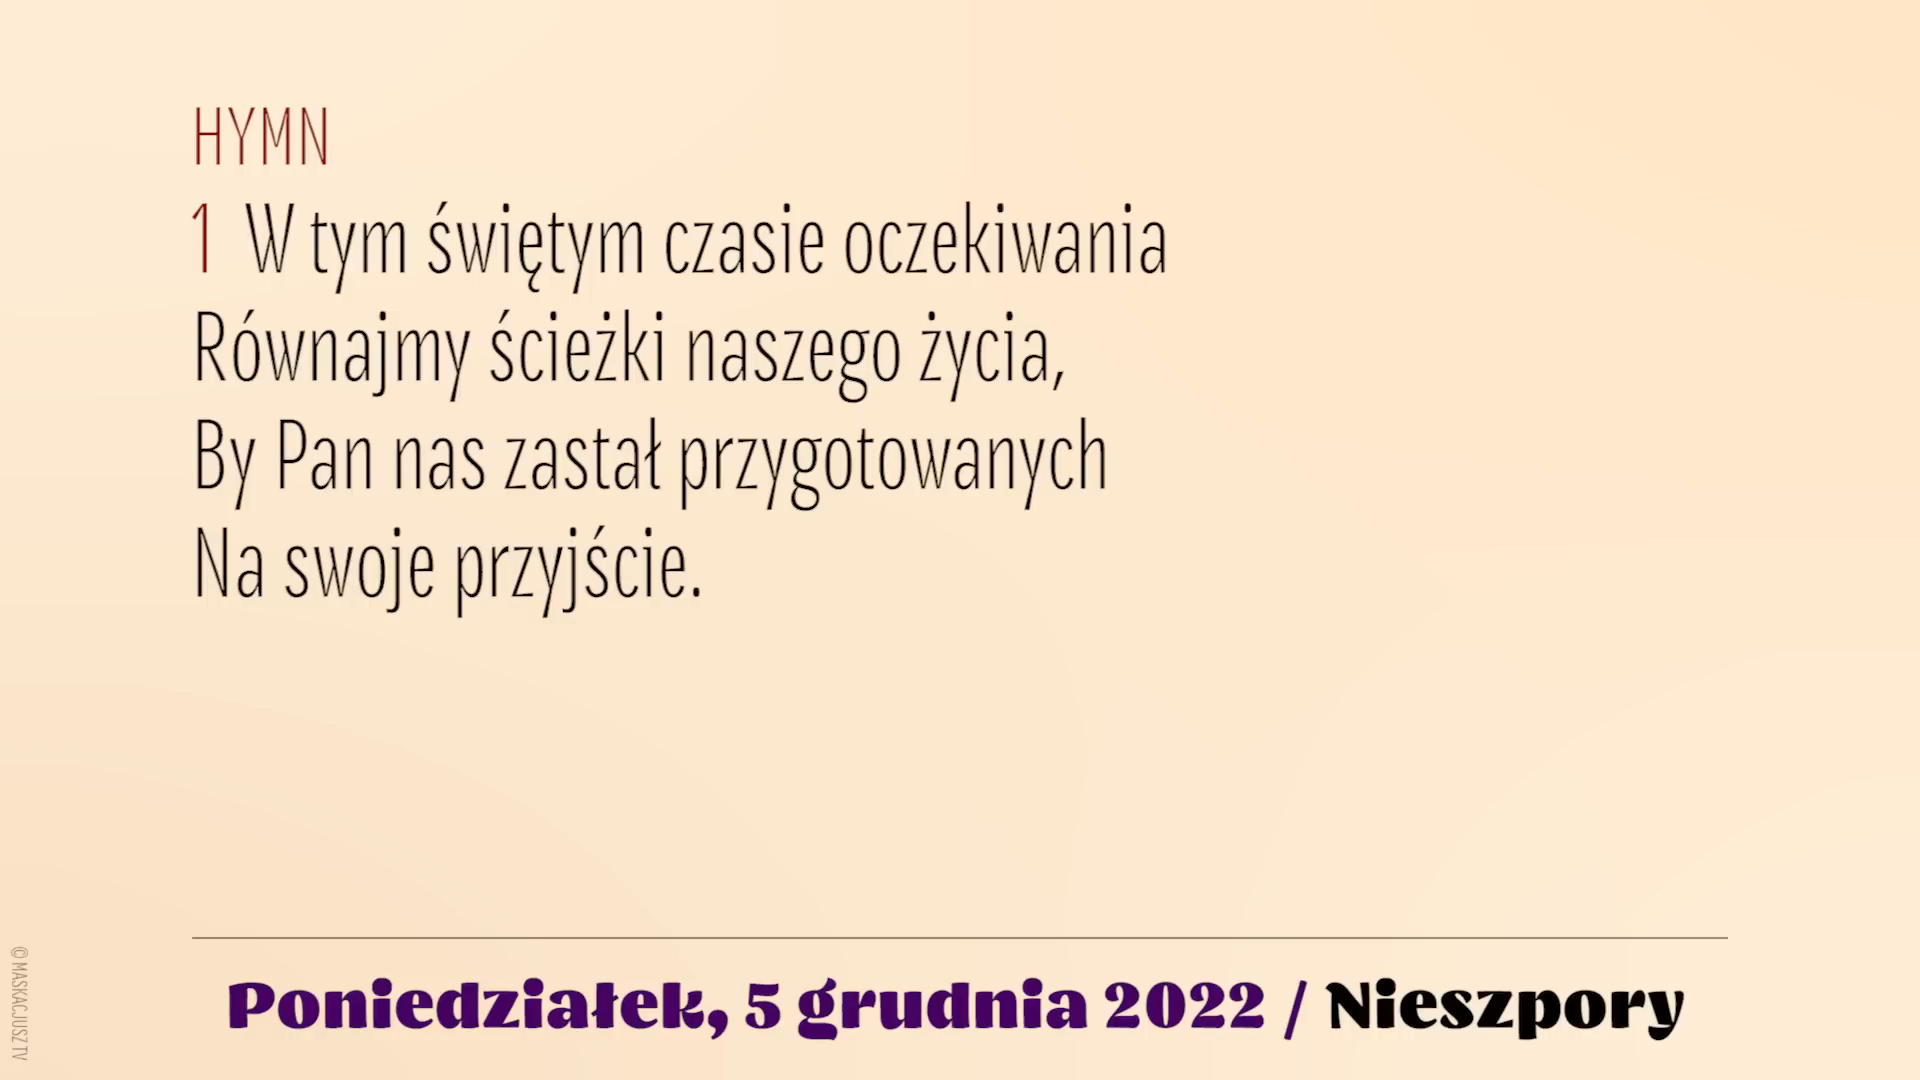 HYMN
1 W tym świętym czasie oczekiwania
Równajmy ścieżki naszego życia,
By Pan nas zastał przygotowanych
Na swoje przyjście.
Poniedziałek, 5 grudnia 2022 / Nieszpory
© MASKACJUSZ TV